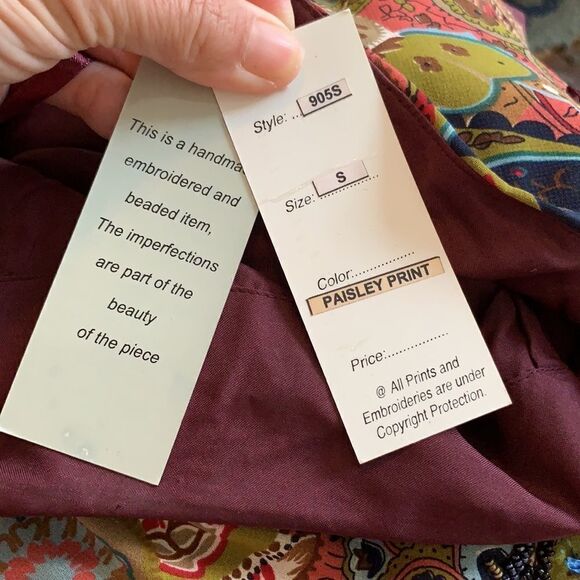 This is a handma
embroidered and
beaded item,
The imperfections
are part of the
beauty
of the piece
Style: ... 905S
Size: S
Color:................
PAISLEY PRINT
Price:................
@ All Prints and
Embroideries are under
Copyright Protection.